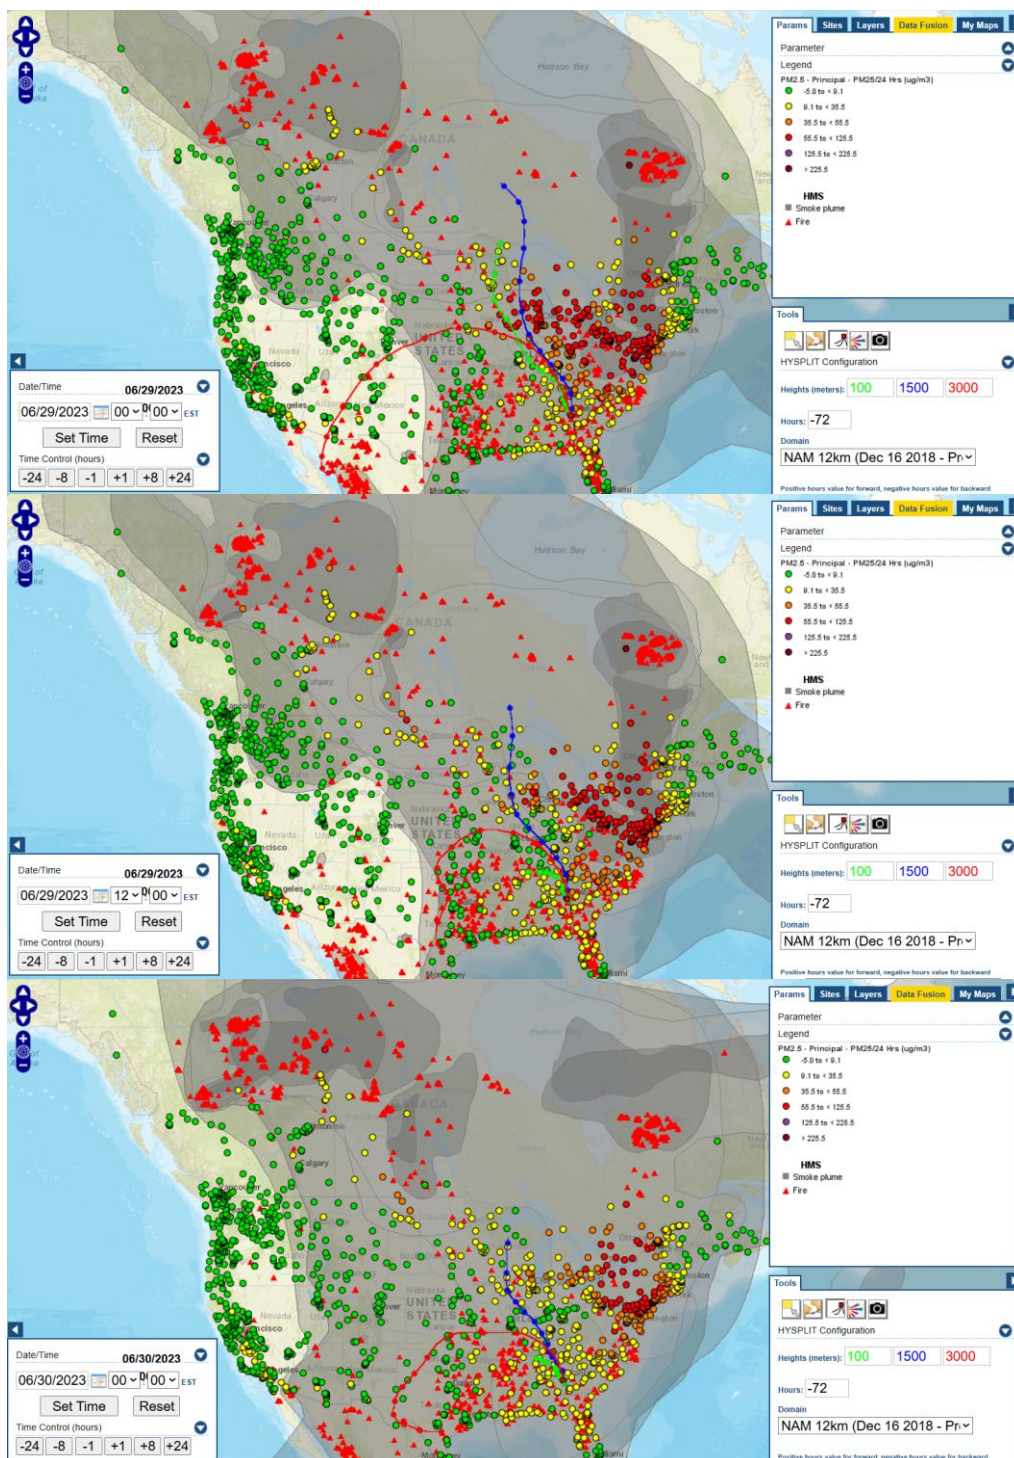 Hudson Bay
CANADA
Calgary
Vancouver
Nevada
Denver
Nebraska
UNITED
STATES
Arizona
New Mexico
Monterrey
Miami
Params
Sites
Layers
Data Fusion
My Maps
Parameter
Legend
PM2.5 - Principal - PM25/24 Hrs (ug/m3)
-5.0 to < 9.1
9.1 to < 35.5
35.5 to < 55.5
55.5 to < 125.5
125.5 to < 225.5
> 225.5
HMS
Smoke plume
Fire
Tools
HYSPLIT Configuration
Heights (meters): 100 1500 3000
Hours: -72
Domain
NAM 12km (Dec 16 2018 - Pr
Positive hours value for forward, negative hours value for backward
Date/Time 06/29/2023
06/29/2023 00 00 EST
Set Time Reset
Time Control (hours)
-24 -8 -1 +1 +8 +24
Hudson Bay
CANADA
Calgary
Nevada
Nebraska
STATES
Miami
Params
Sites
Layers
Data Fusion
My Maps
Parameter
Legend
PM2.5 - Principal - PM25/24 Hrs (ug/m3)
-5.0 to < 9.1
9.1 to < 35.5
35.5 to < 55.5
55.5 to < 125.5
125.5 to < 225.5
> 225.5
HMS
Smoke plume
Fire
Tools
HYSPLIT Configuration
Heights (meters): 100 1500 3000
Hours: -72
Domain
NAM 12km (Dec 16 2018 - Pr
Positive hours value for forward, negative hours value for backward
Date/Time 06/29/2023
06/29/2023 12 00 EST
Set Time Reset
Time Control (hours)
-24 -8 -1 +1 +8 +24
Hudson Bay
CANADA
Calgary
Nevada
Denver
Nebraska
STATES
Miami
Params
Sites
Layers
Data Fusion
My Maps
Parameter
Legend
PM2.5 - Principal - PM25/24 Hrs (ug/m3)
-5.0 to < 9.1
9.1 to < 35.5
35.5 to < 55.5
55.5 to < 125.5
125.5 to < 225.5
> 225.5
HMS
Smoke plume
Fire
Tools
HYSPLIT Configuration
Heights (meters): 100 1500 3000
Hours: -72
Domain
NAM 12km (Dec 16 2018 - Pr
Positive hours value for forward, negative hours value for backward
Date/Time 06/30/2023
06/30/2023 00 00 EST
Set Time Reset
Time Control (hours)
-24 -8 -1 +1 +8 +24